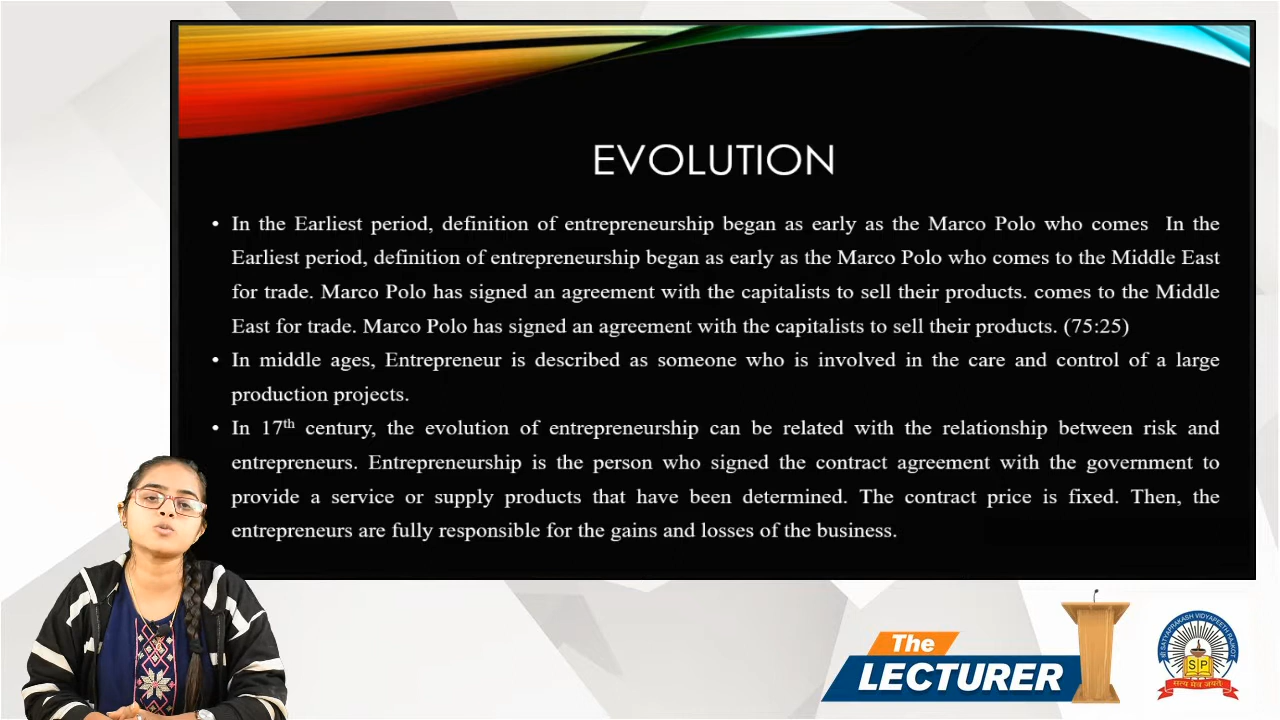 EVOLUTION
• In the Earliest period, definition of entrepreneurship began as early as the Marco Polo who comes  In the
Earliest period, definition of entrepreneurship began as early as the Marco Polo who comes to the Middle East
for trade. Marco Polo has signed an agreement with the capitalists to sell their products. comes to the Middle
East for trade. Marco Polo has signed an agreement with the capitalists to sell their products. (75:25)
• In middle ages, Entrepreneur is described as someone who is involved in the care and control of a large
production projects.
• In 17th century, the evolution of entrepreneurship can be related with the relationship between risk and
entrepreneurs. Entrepreneurship is the person who signed the contract agreement with the government to
provide a service or supply products that have been determined. The contract price is fixed. Then, the
entrepreneurs are fully responsible for the gains and losses of the business.
The
LECTURER
SATYAPRAKASH VIDYAPEETH RAJKOT
SP
सत्य मेव जयते